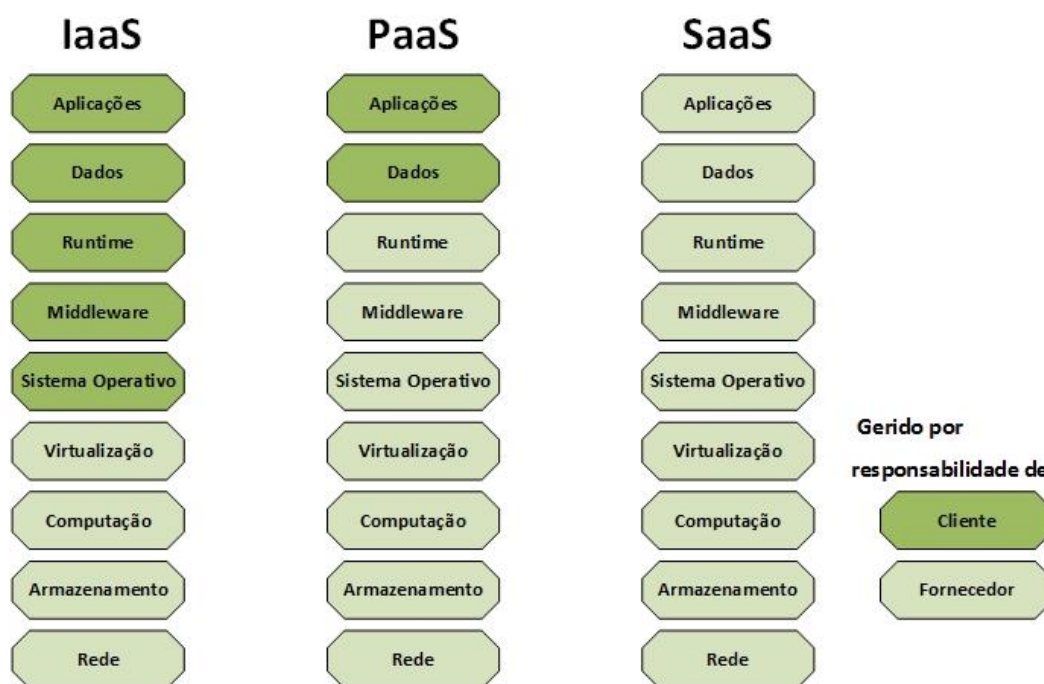 IaaS
PaaS
SaaS
Aplicações
Aplicações
Aplicações
Dados
Dados
Dados
Runtime
Runtime
Runtime
Middleware
Middleware
Middleware
Sistema Operativo
Sistema Operativo
Sistema Operativo
Virtualização
Virtualização
Virtualização
Computação
Computação
Computação
Armazenamento
Armazenamento
Armazenamento
Rede
Rede
Rede
Gerido por
responsabilidade de
Cliente
Fornecedor